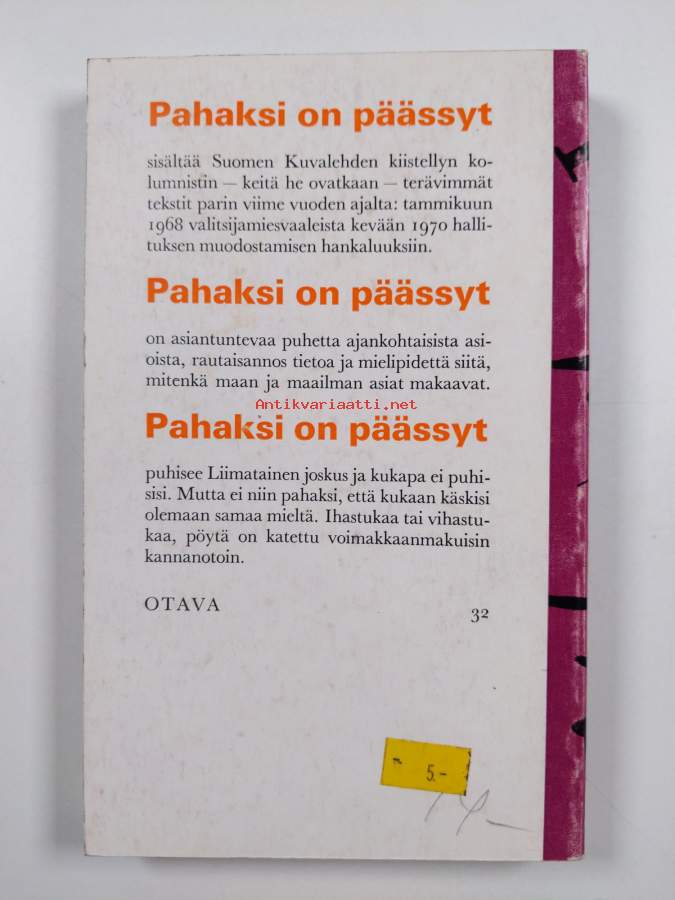 Pahaksi on päässyt
sisältää Suomen Kuvalehden kiistellyn ko-
lumnistin — keitä he ovatkaan — terävimmät
tekstit parin viime vuoden ajalta: tammikuun
1968 valitsijamiesvaaleista kevään 1970 halli-
tuksen muodostamisen hankaluuksiin.
Pahaksi on päässyt
on asiantuntevaa puhetta ajankohtaisista asi-
oista, rautaisannos tietoa ja mielipidettä siitä,
mitenkä maan ja maailman asiat makaavat.
Antikvariaatti.net
Pahaksi on päässyt
puhisee Liimatainen joskus ja kukapa ei puhi-
sisi. Mutta ei niin pahaksi, että kukaan käskisi
olemaan samaa mieltä. Ihastukaa tai vihastu-
kaa, pöytä on katettu voimakkaanmakuisin
kannanotoin.
OTAVA 32
5.-